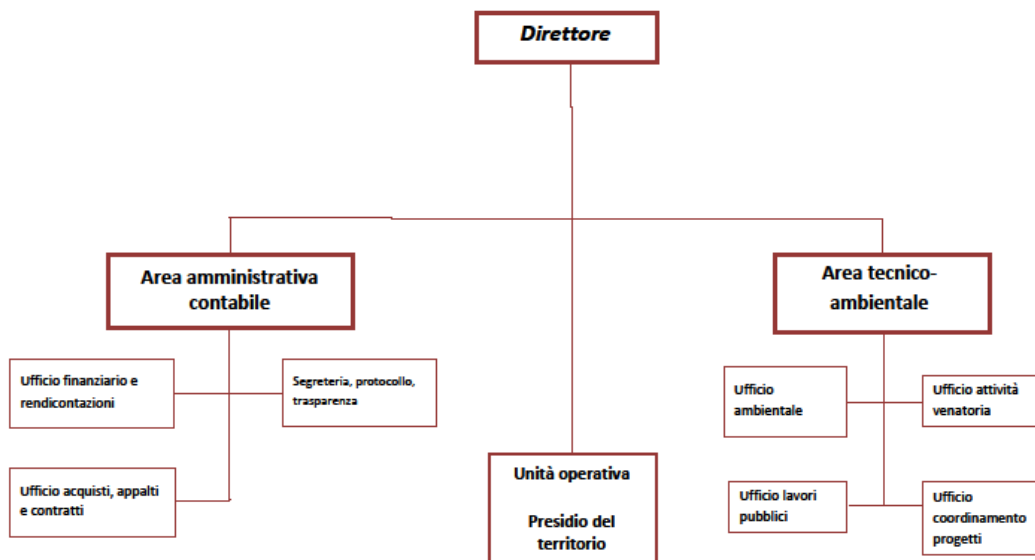 Direttore
Area amministrativa
contabile
Area tecnico-
ambientale
Ufficio finanziario e
rendicontazioni
Segreteria, protocollo,
trasparenza
Ufficio
ambientale
Ufficio attività
venatoria
Ufficio acquisti, appalti
e contratti
Unità operativa
Presidio del
territorio
Ufficio lavori
pubblici
Ufficio
coordinamento
progetti